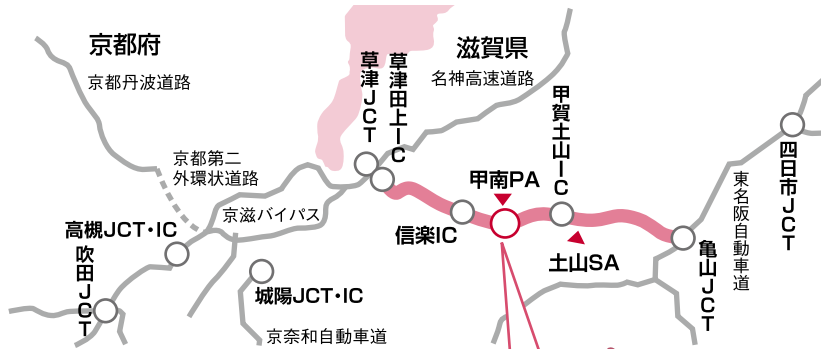 京都府
京都丹波道路
滋賀県
名神高速道路
草津JCT
草津田上IC
甲賀土山IC
四日市JCT
京都第二
外環状道路
京滋バイパス
甲南PA
東名阪自動車道
高槻JCT・IC
信楽IC
土山SA
亀山JCT
吹田JCT
城陽JCT・IC
京奈和自動車道